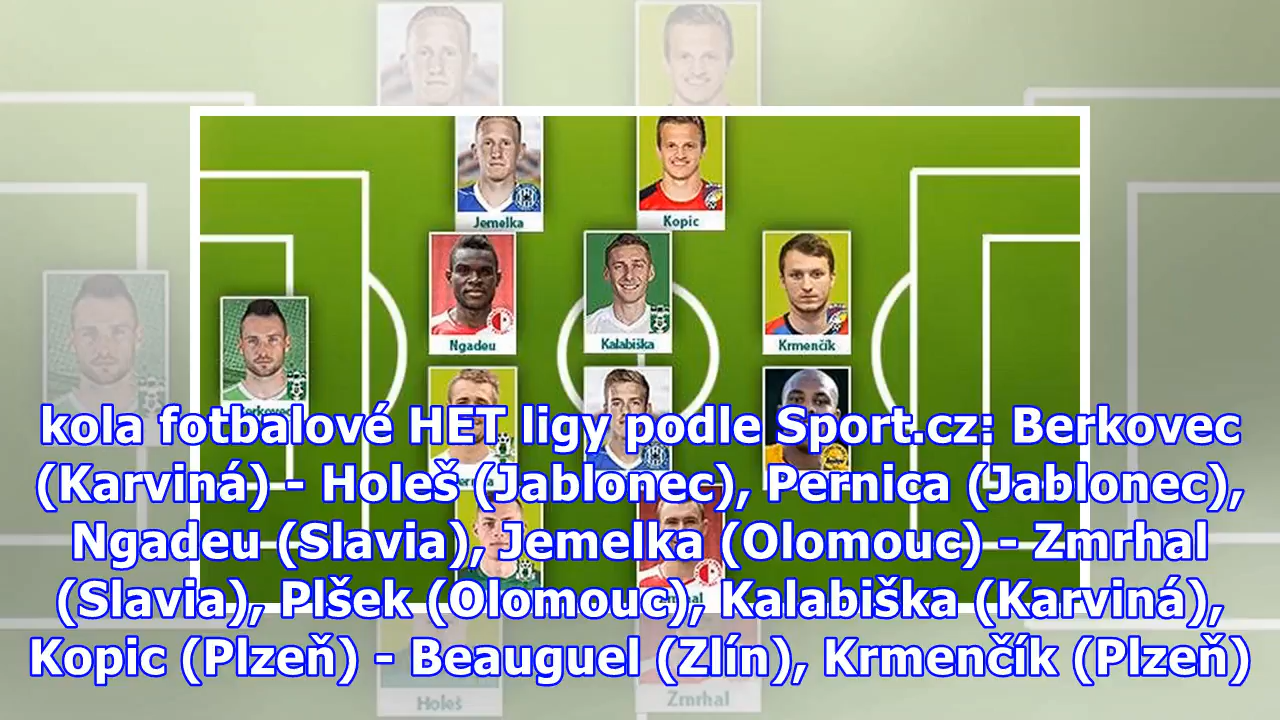 Jemelka
Kopic
Ngadeu
Kalabiška
Krmenčík
kola fotbalové HET ligy podle Sport.cz: Berkovec
(Karviná) - Holeš (Jablonec), Pernica (Jablonec),
Ngadeu (Slavia), Jemelka (Olomouc) - Zmrhal
(Slavia), Plšek (Olomouc), Kalabiška (Karviná),
Kopic (Plzeň) - Beauguel (Zlín), Krmenčík (Plzeň)
Holeš
Zmrhal